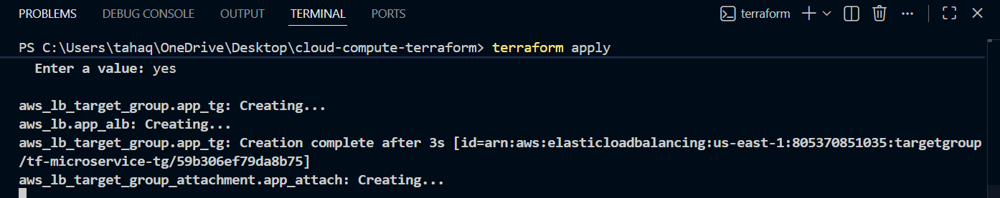 PROBLEMS DEBUG CONSOLE OUTPUT TERMINAL PORTS terraform
PS C:\Users\tahaq\OneDrive\Desktop\cloud-compute-terraform> terraform apply
Enter a value: yes
aws_lb_target_group.app_tg: Creating...
aws_lb.app_alb: Creating...
aws_lb_target_group.app_tg: Creation complete after 3s [id=arn:aws:elasticloadbalancing:us-east-1:805370851035:targetgroup
/tf-microservice-tg/59b306ef79da8b75]
aws_lb_target_group_attachment.app_attach: Creating...